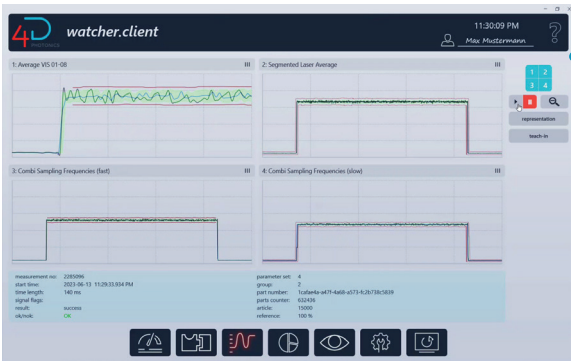 11:30:09 PM
4D
PHOTONICS
watcher.client
Max Mustermann
?
1: Average VIS 01-08
2: Segmented Laser Average
1 2
3 4
representation
teach-in
3: Combi Sampling Frequencies (fast)
4: Combi Sampling Frequencies (slow)
measurement no: 2285096
start time: 2023-06-13 11:29:33.934 PM
time length: 140 ms
signal flags:
result: success
ok/nok: OK
parameter set: 4
group: 2
part number: 1cafae4a-a47f-4a68-a573-fc2b738c5839
parts counter: 622436
article: 15000
reference: 100 %